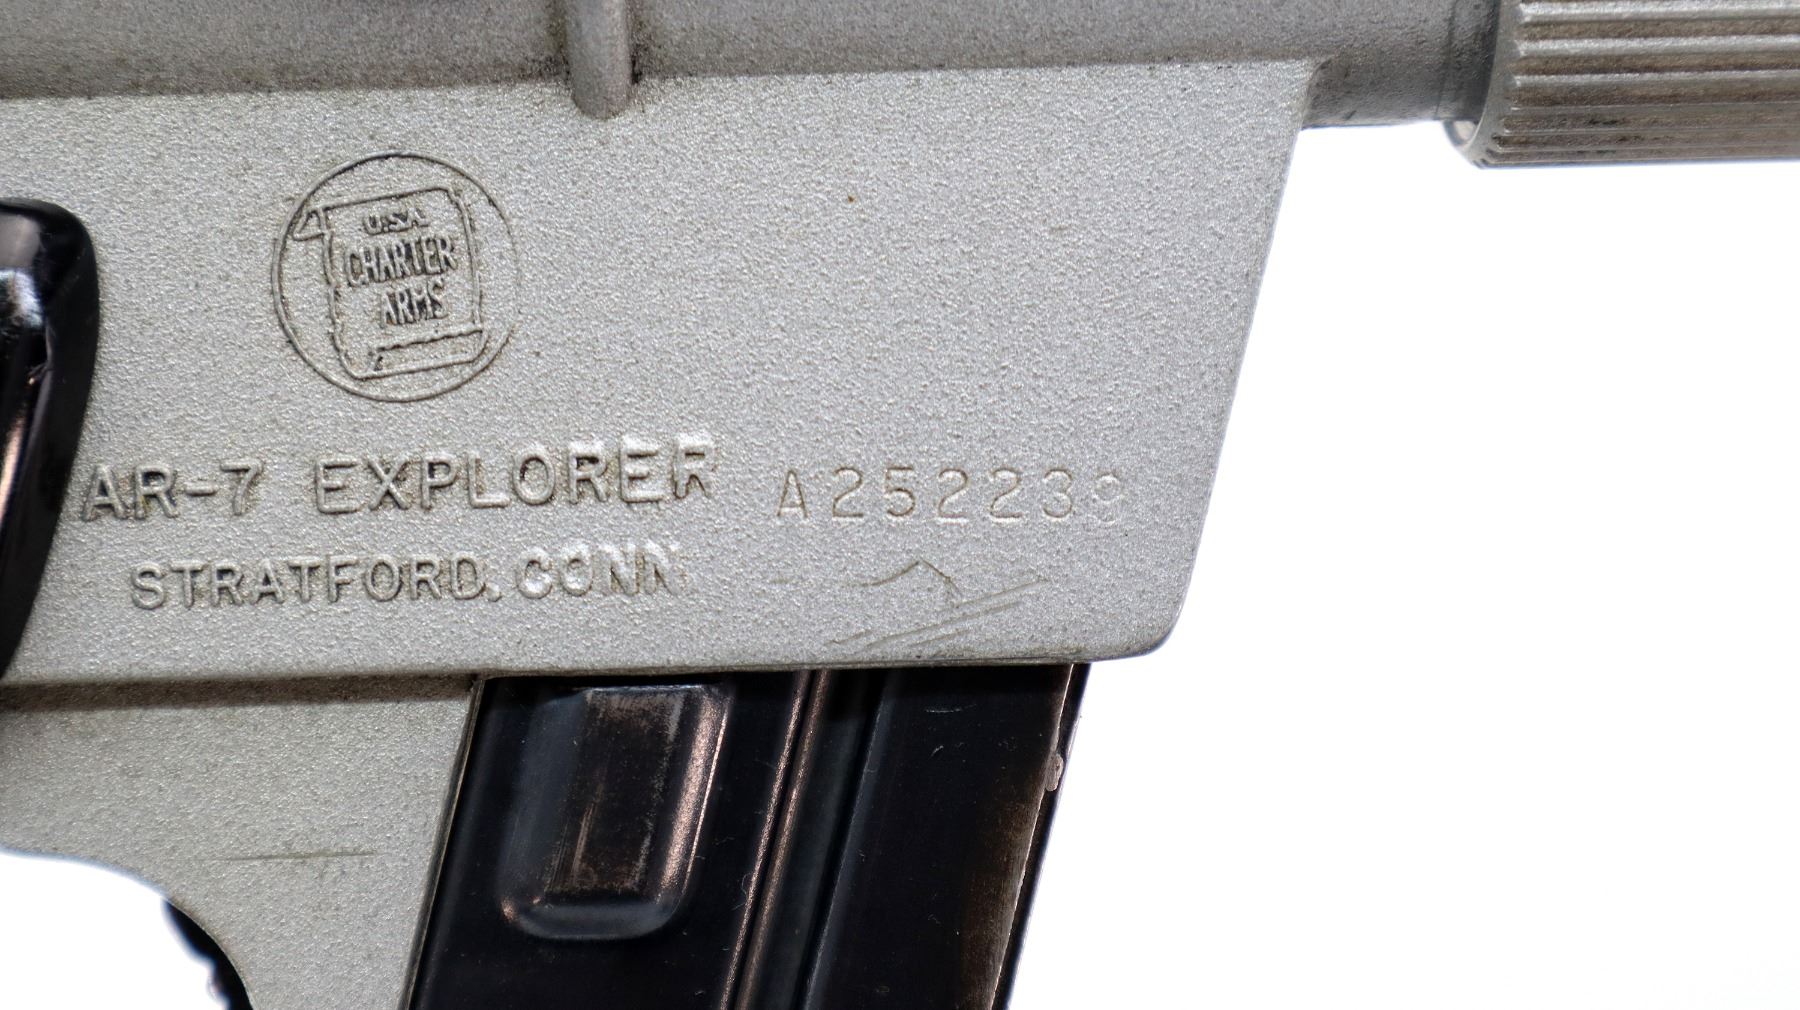 U.S.A.
CHARTER
ARMS
AR-7 EXPLORER
STRATFORD, CONN